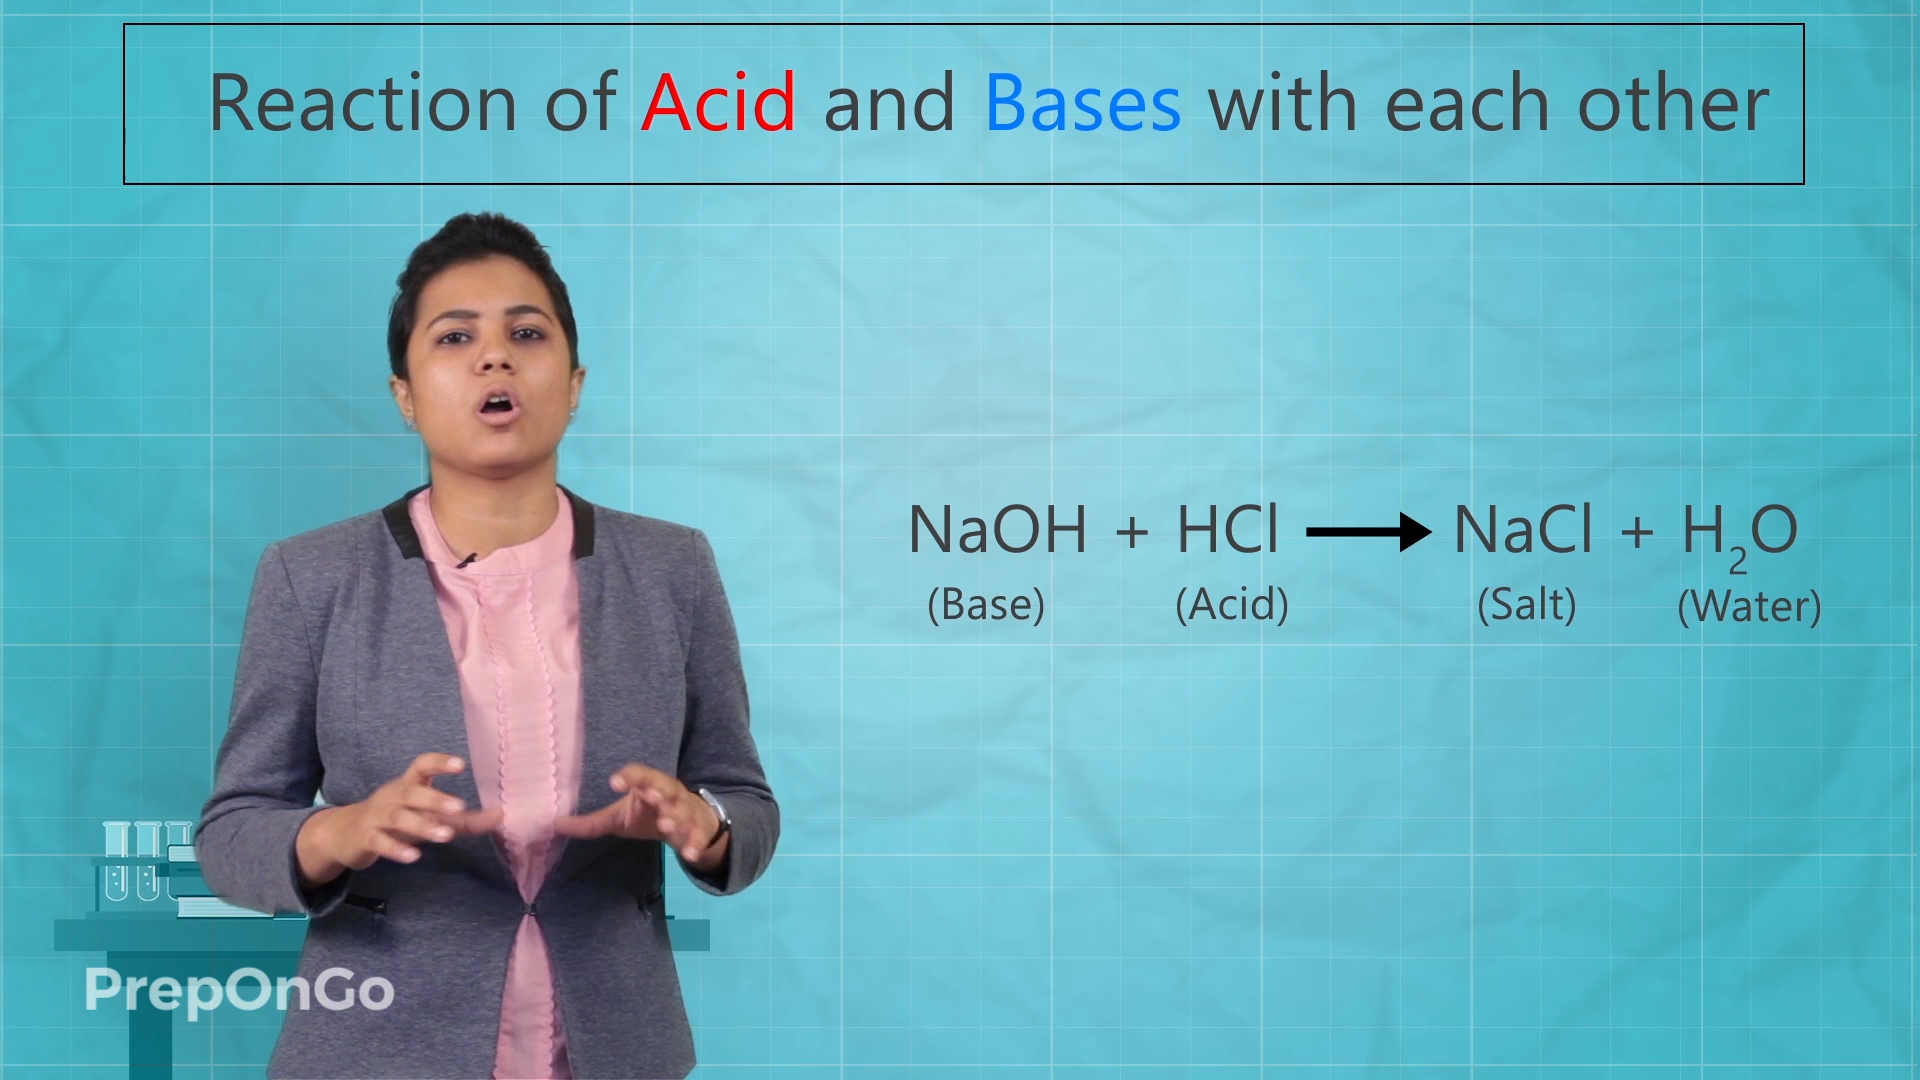 Reaction of Acid and Bases with each other
NaOH + HCl ⟶ NaCl + H₂O
(Base) (Acid) (Salt) (Water)
PrepOnGo